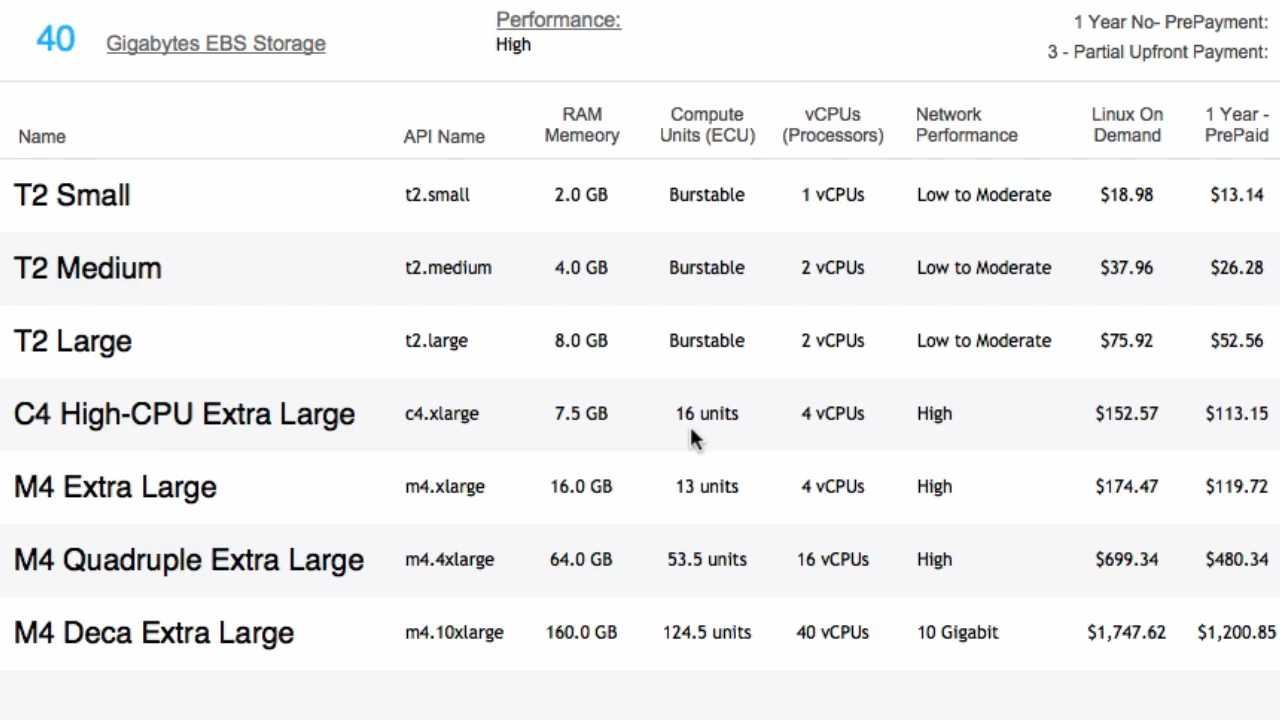 40 Gigabytes EBS Storage
Performance:
High
1 Year No- PrePayment:
3 - Partial Upfront Payment:
Name API Name RAM Memeory Compute Units (ECU) vCPUs (Processors) Network Performance Linux On Demand 1 Year - PrePaid
T2 Small t2.small 2.0 GB Burstable 1 vCPUs Low to Moderate $18.98 $13.14
T2 Medium t2.medium 4.0 GB Burstable 2 vCPUs Low to Moderate $37.96 $26.28
T2 Large t2.large 8.0 GB Burstable 2 vCPUs Low to Moderate $75.92 $52.56
C4 High-CPU Extra Large c4.xlarge 7.5 GB 16 units 4 vCPUs High $152.57 $113.15
M4 Extra Large m4.xlarge 16.0 GB 13 units 4 vCPUs High $174.47 $119.72
M4 Quadruple Extra Large m4.4xlarge 64.0 GB 53.5 units 16 vCPUs High $699.34 $480.34
M4 Deca Extra Large m4.10xlarge 160.0 GB 124.5 units 40 vCPUs 10 Gigabit $1,747.62 $1,200.85